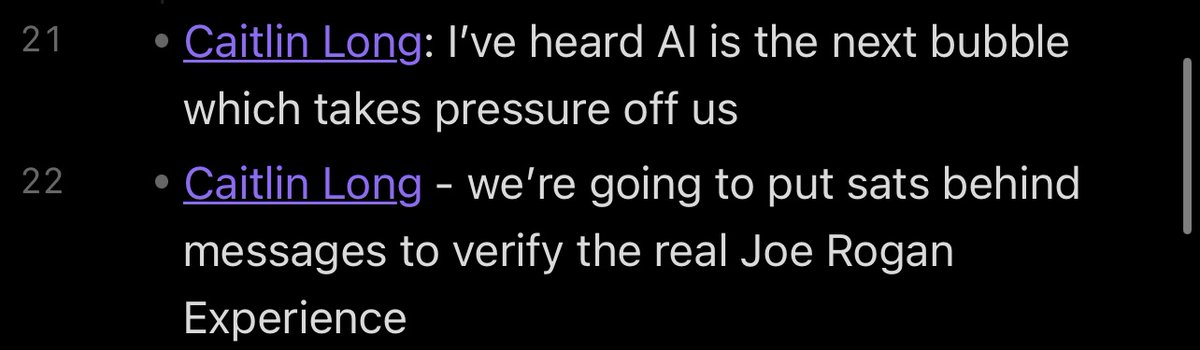 21 • Caitlin Long: I’ve heard AI is the next bubble
which takes pressure off us
22 • Caitlin Long - we’re going to put sats behind
messages to verify the real Joe Rogan
Experience